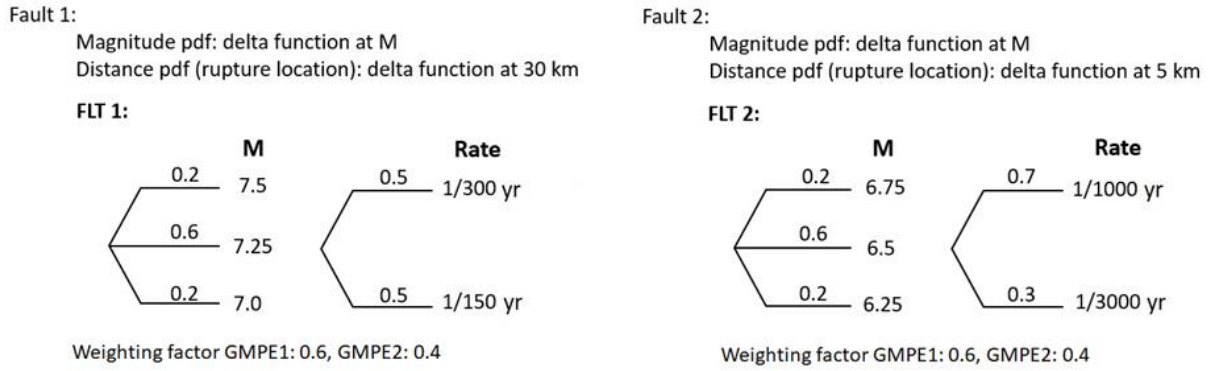 Fault 1:
Magnitude pdf: delta function at M
Distance pdf (rupture location): delta function at 30 km
FLT 1:
M Rate
0.2 7.5 0.5 1/300 yr
0.6 7.25
0.2 7.0 0.5 1/150 yr
Weighting factor GMPE1: 0.6, GMPE2: 0.4
Fault 2:
Magnitude pdf: delta function at M
Distance pdf (rupture location): delta function at 5 km
FLT 2:
M Rate
0.2 6.75 0.7 1/1000 yr
0.6 6.5
0.2 6.25 0.3 1/3000 yr
Weighting factor GMPE1: 0.6, GMPE2: 0.4